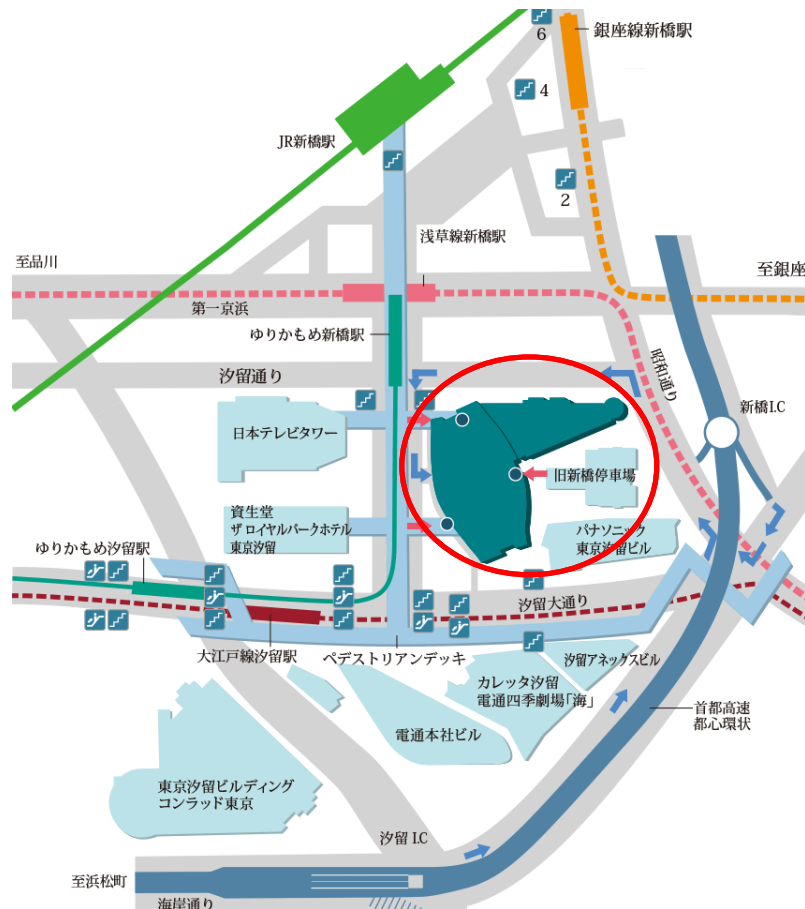 6
銀座線新橋駅
4
JR新橋駅
2
浅草線新橋駅
至品川
至銀座
第一京浜
ゆりかもめ新橋駅
昭和通り
汐留通り
新橋I.C
日本テレビタワー
旧新橋停車場
資生堂
ザ ロイヤルパークホテル
東京汐留
パナソニック
東京汐留ビル
ゆりかもめ汐留駅
汐留大通り
大江戸線汐留駅
ペデストリアンデッキ
汐留アネックスビル
カレッタ汐留
電通四季劇場「海」
首都高速
都心環状
電通本社ビル
東京汐留ビルディング
コンラッド東京
汐留 I.C
至浜松町
海岸通り